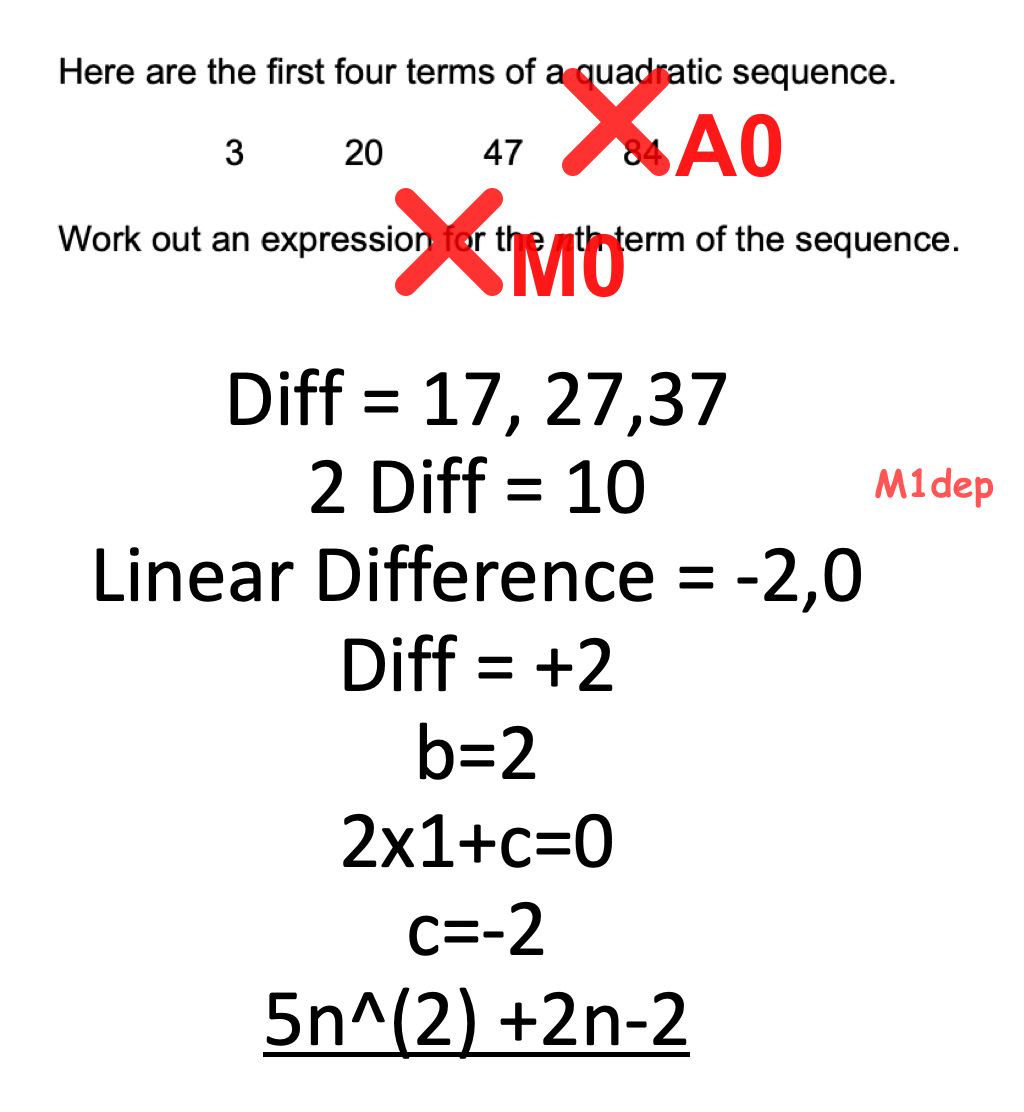 Here are the first four terms of a quadratic sequence.
3 20 47 84 A0
Work out an expression for the nth term of the sequence.
M0
Diff = 17, 27,37
2 Diff = 10 M1dep
Linear Difference = -2,0
Diff = +2
b=2
2x1+c=0
c=-2
5n^(2) +2n-2